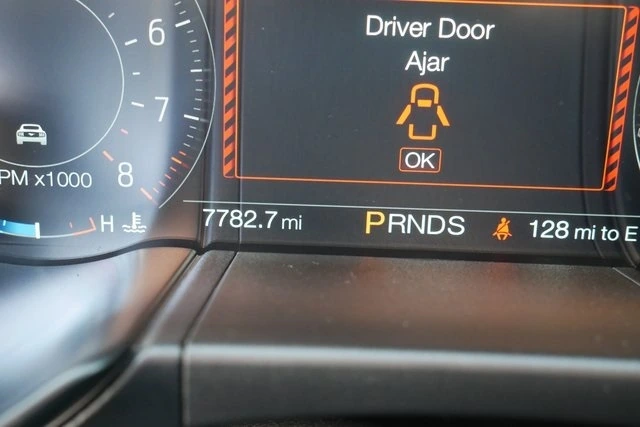 Driver Door
Ajar
OK
6
7
8
PM x1000
H
7782.7 mi
PRNDS
128 mi to E